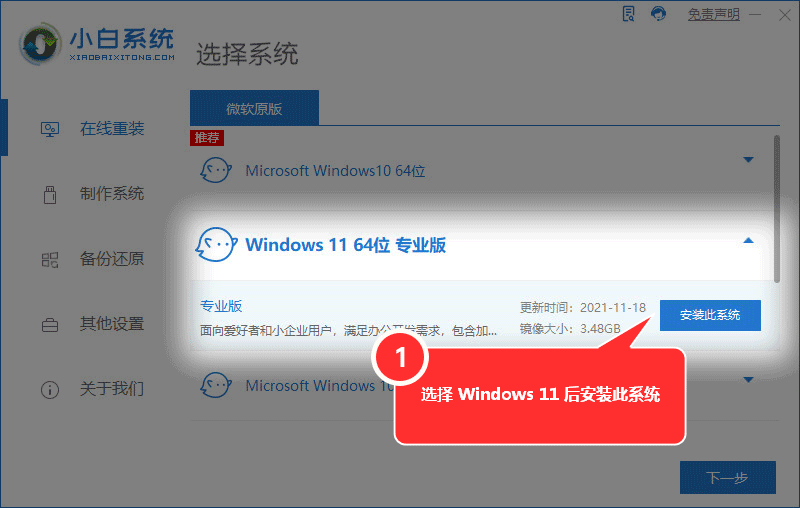 免责声明
小白系统
XIAOBAIXITONG.COM
选择系统
微软原版
推荐
在线重装
Microsoft Windows10 64位
制作系统
Windows 11 64位 专业版
备份还原
专业版
更新时间：2021-11-18
安装此系统
面向爱好者和小企业用户，满足办公开发需求，包含加...
镜像大小：3.48GB
其他设置
1
关于我们
Microsoft Windows 10
选择 Windows 11 后安装此系统
下一步